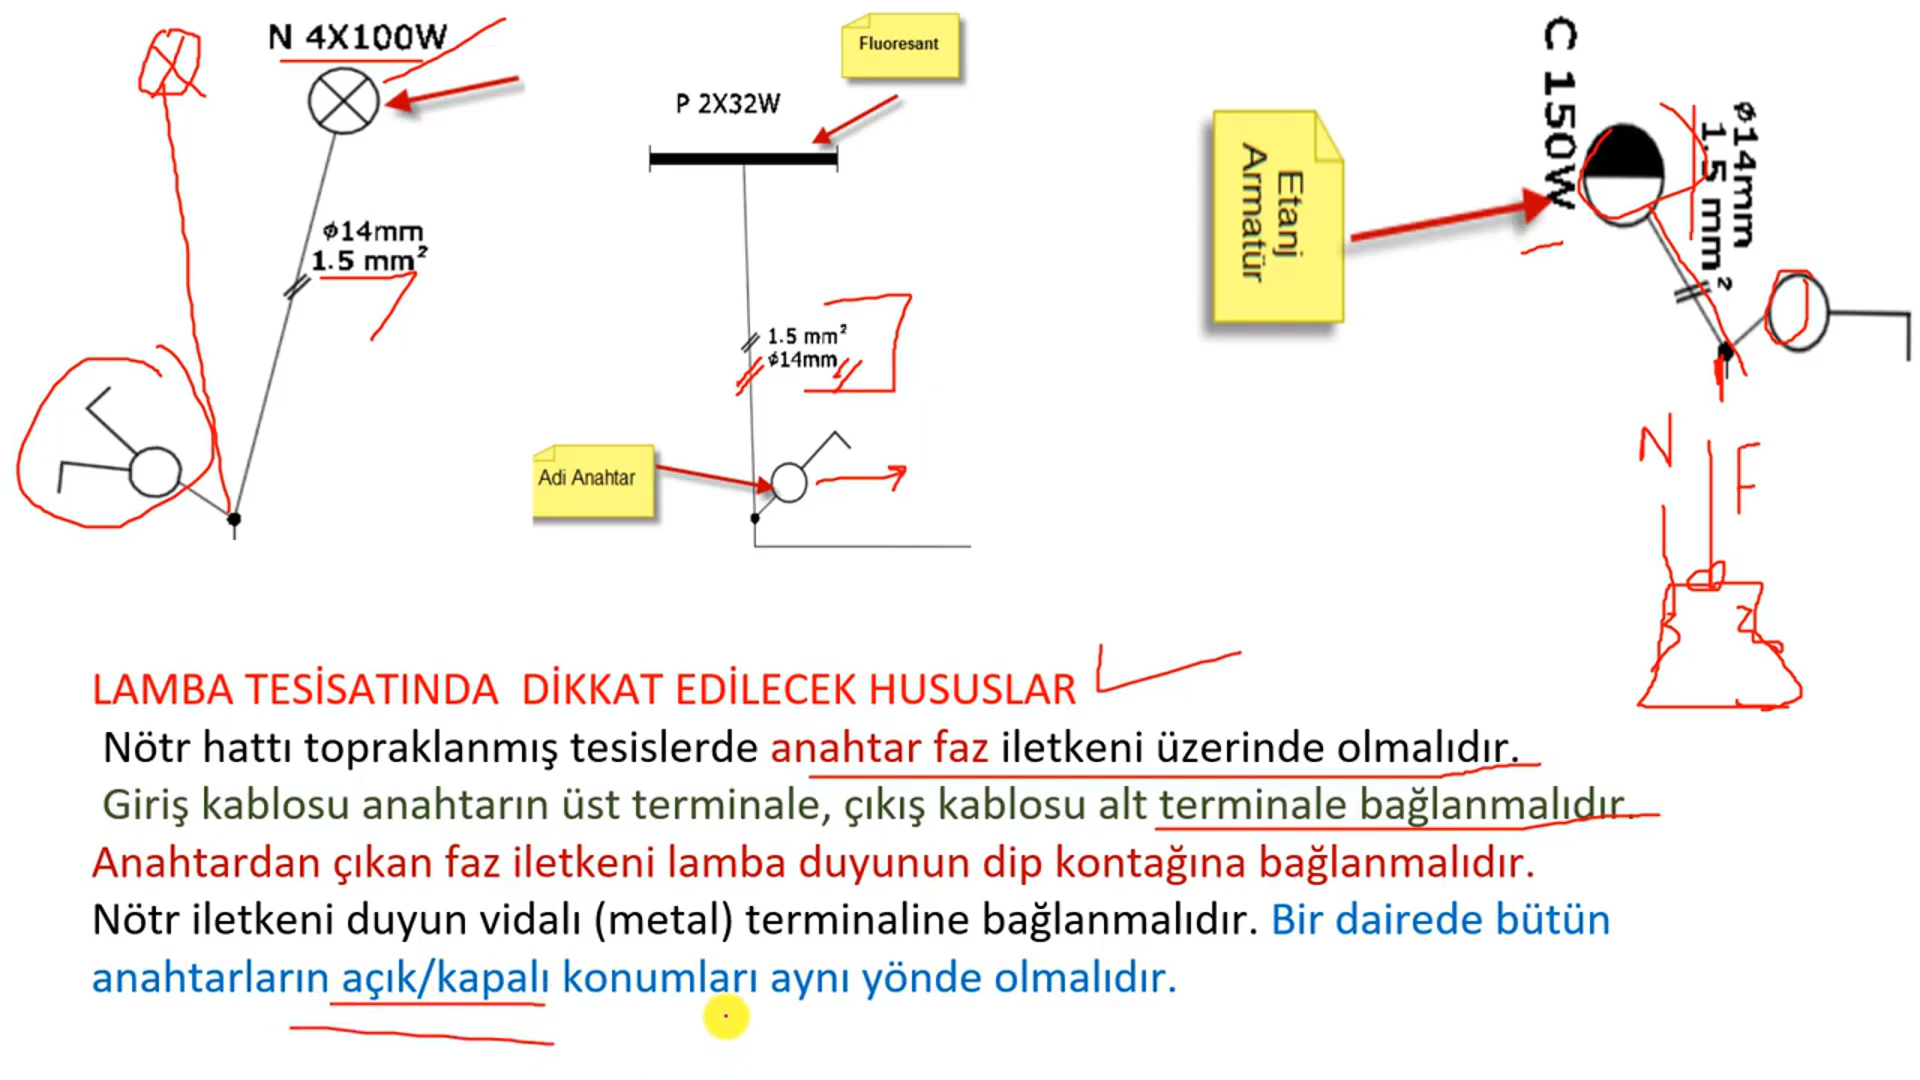 N 4X100W
ϕ14mm
1.5 mm²
Fluoresant
P 2X32W
1.5 mm²
ϕ14mm
Adi Anahtar
Etanj
Armatür
C 150W
ϕ14mm
1.5 mm²
N F
LAMBA TESİSATINDA DİKKAT EDİLECEK HUSUSLAR
Nötr hattı topraklanmış tesislerde anahtar faz iletkeni üzerinde olmalıdır.
Giriş kablosu anahtarın üst terminale, çıkış kablosu alt terminale bağlanmalıdır.
Anahtardan çıkan faz iletkeni lamba duyunun dip kontağına bağlanmalıdır.
Nötr iletkeni duyun vidalı (metal) terminaline bağlanmalıdır. Bir dairede bütün
anahtarların açık/kapalı konumları aynı yönde olmalıdır.